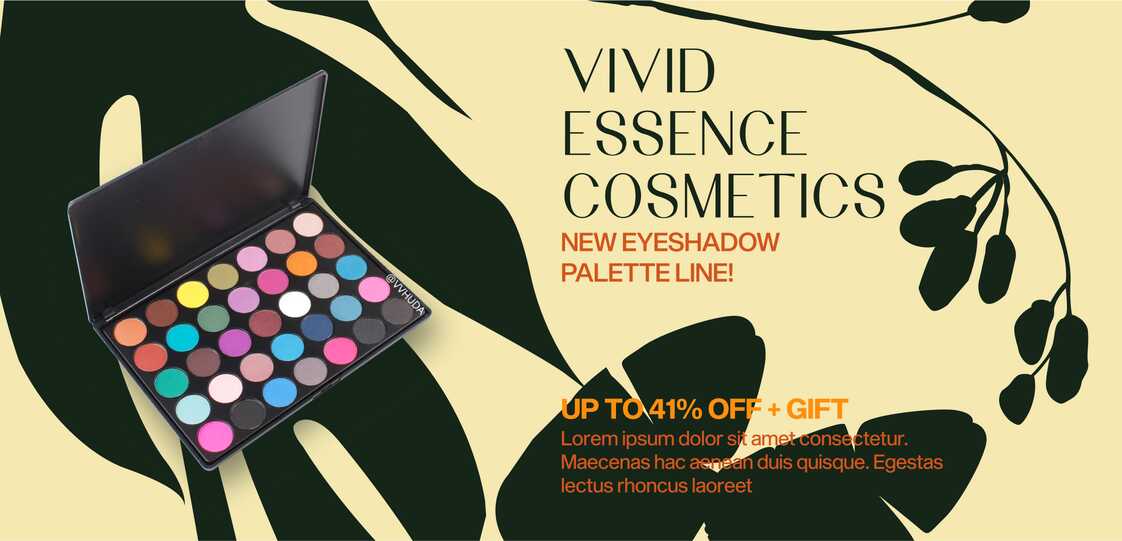 VIVID
ESSENCE
COSMETICS
NEW EYESHADOW
PALETTE LINE!
@VVHUDA
UP TO 41% OFF + GIFT
Lorem ipsum dolor sit amet consectetur.
Maecenas hac aenean duis quisque. Egestas
lectus rhoncus laoreet